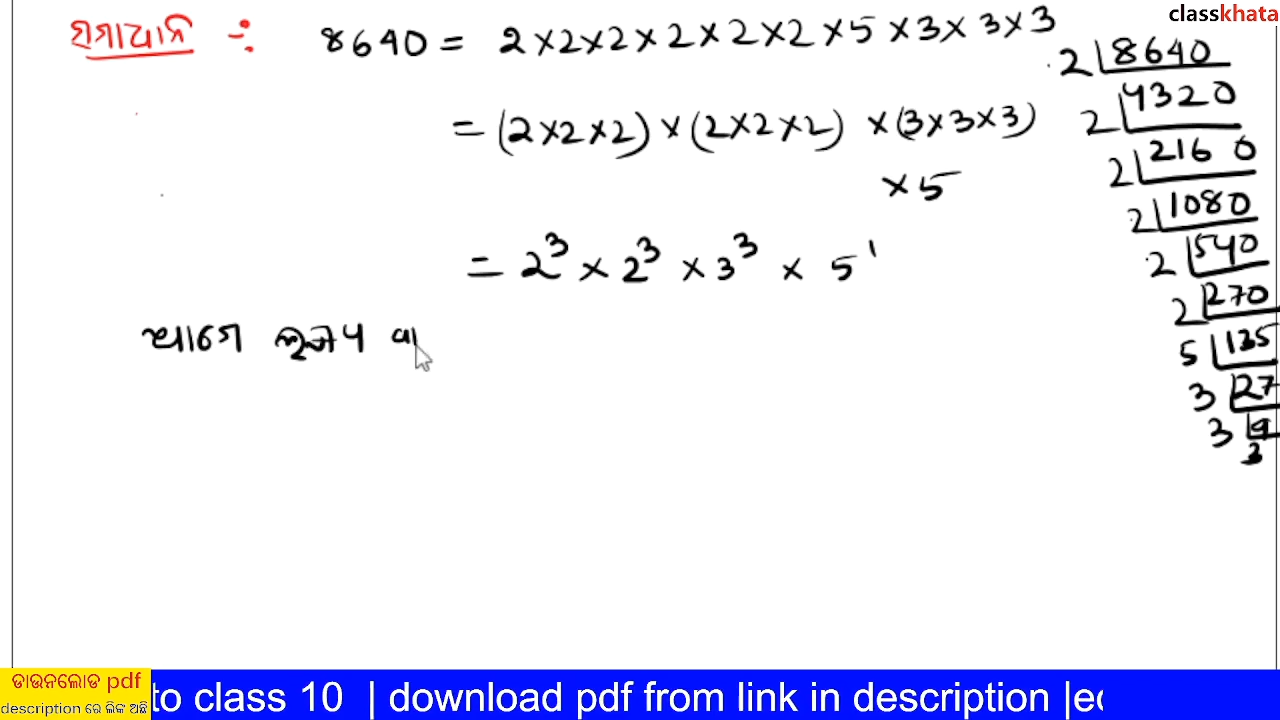 classkhata
ସମାଧାନ :
8640 = 2×2×2×2×2×2×5×3×3×3
= (2×2×2)×(2×2×2) ×(3×3×3)
×5
= 2³ × 2³ × 3³ × 5¹
2 8640
2 4320
2 2160
2 1080
2 540
2 270
5 135
3 27
3 9
3
ଡାଉନଲୋଡ pdf
description ରେ ଲିଙ୍କ ଅଛି
to class 10 | download pdf from link in description